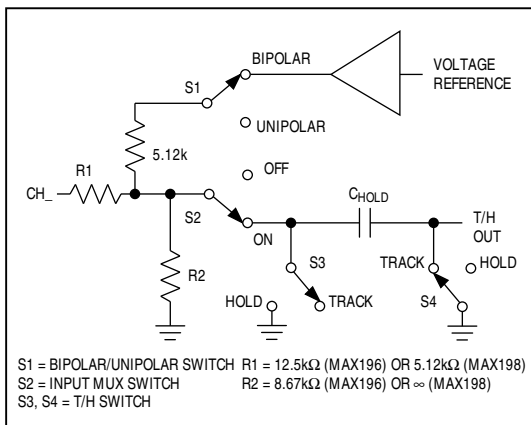 BIPOLAR
VOLTAGE
REFERENCE
S1
UNIPOLAR
5.12k
OFF
R1
CH_
S2
CHOLD
T/H
OUT
ON
S3
TRACK
HOLD
R2
HOLD
TRACK
S4
S1 = BIPOLAR/UNIPOLAR SWITCH R1 = 12.5kΩ (MAX196) OR 5.12kΩ (MAX198)
S2 = INPUT MUX SWITCH R2 = 8.67kΩ (MAX196) OR ∞ (MAX198)
S3, S4 = T/H SWITCH